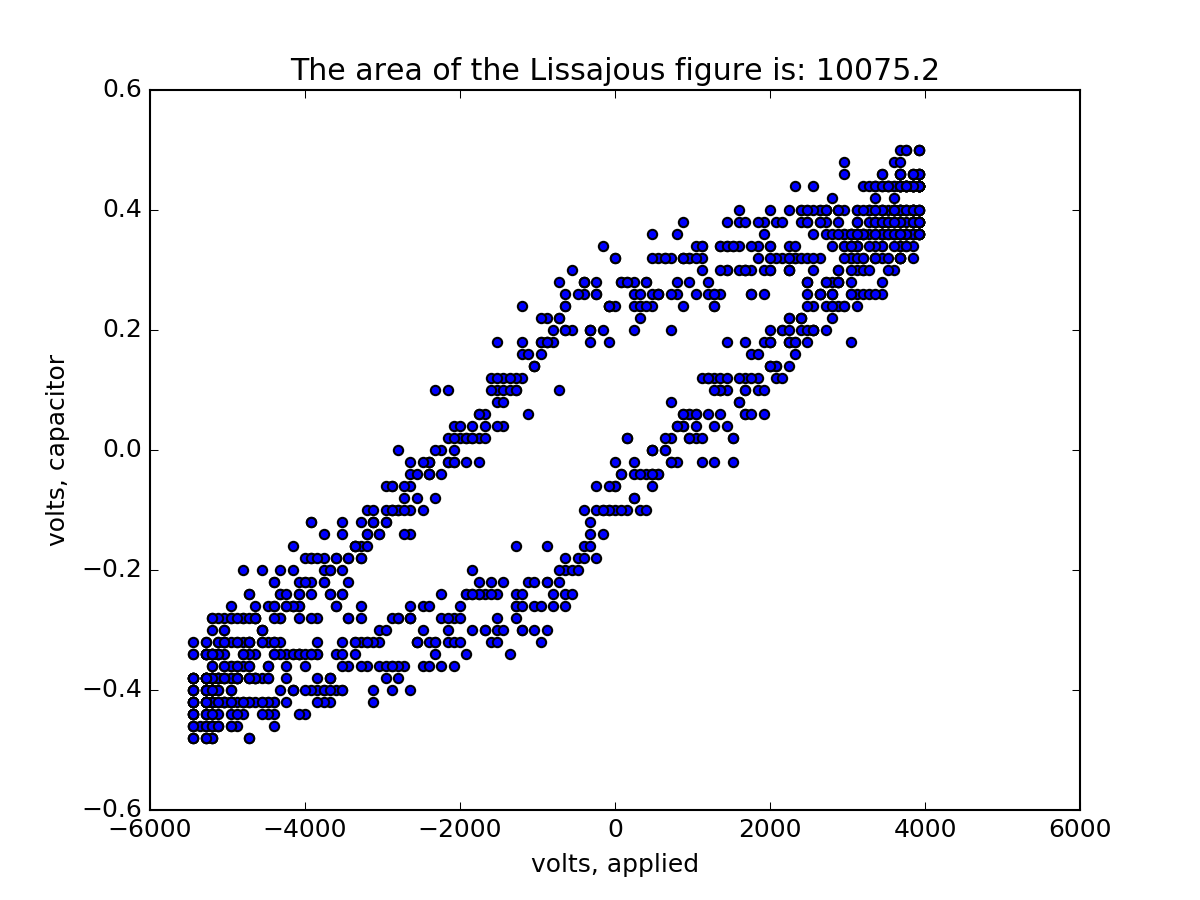 The area of the Lissajous figure is: 10075.2
0.6
0.4
0.2
0.0
−0.2
−0.4
−0.6
volts, capacitor
−6000 −4000 −2000 0 2000 4000 6000
volts, applied